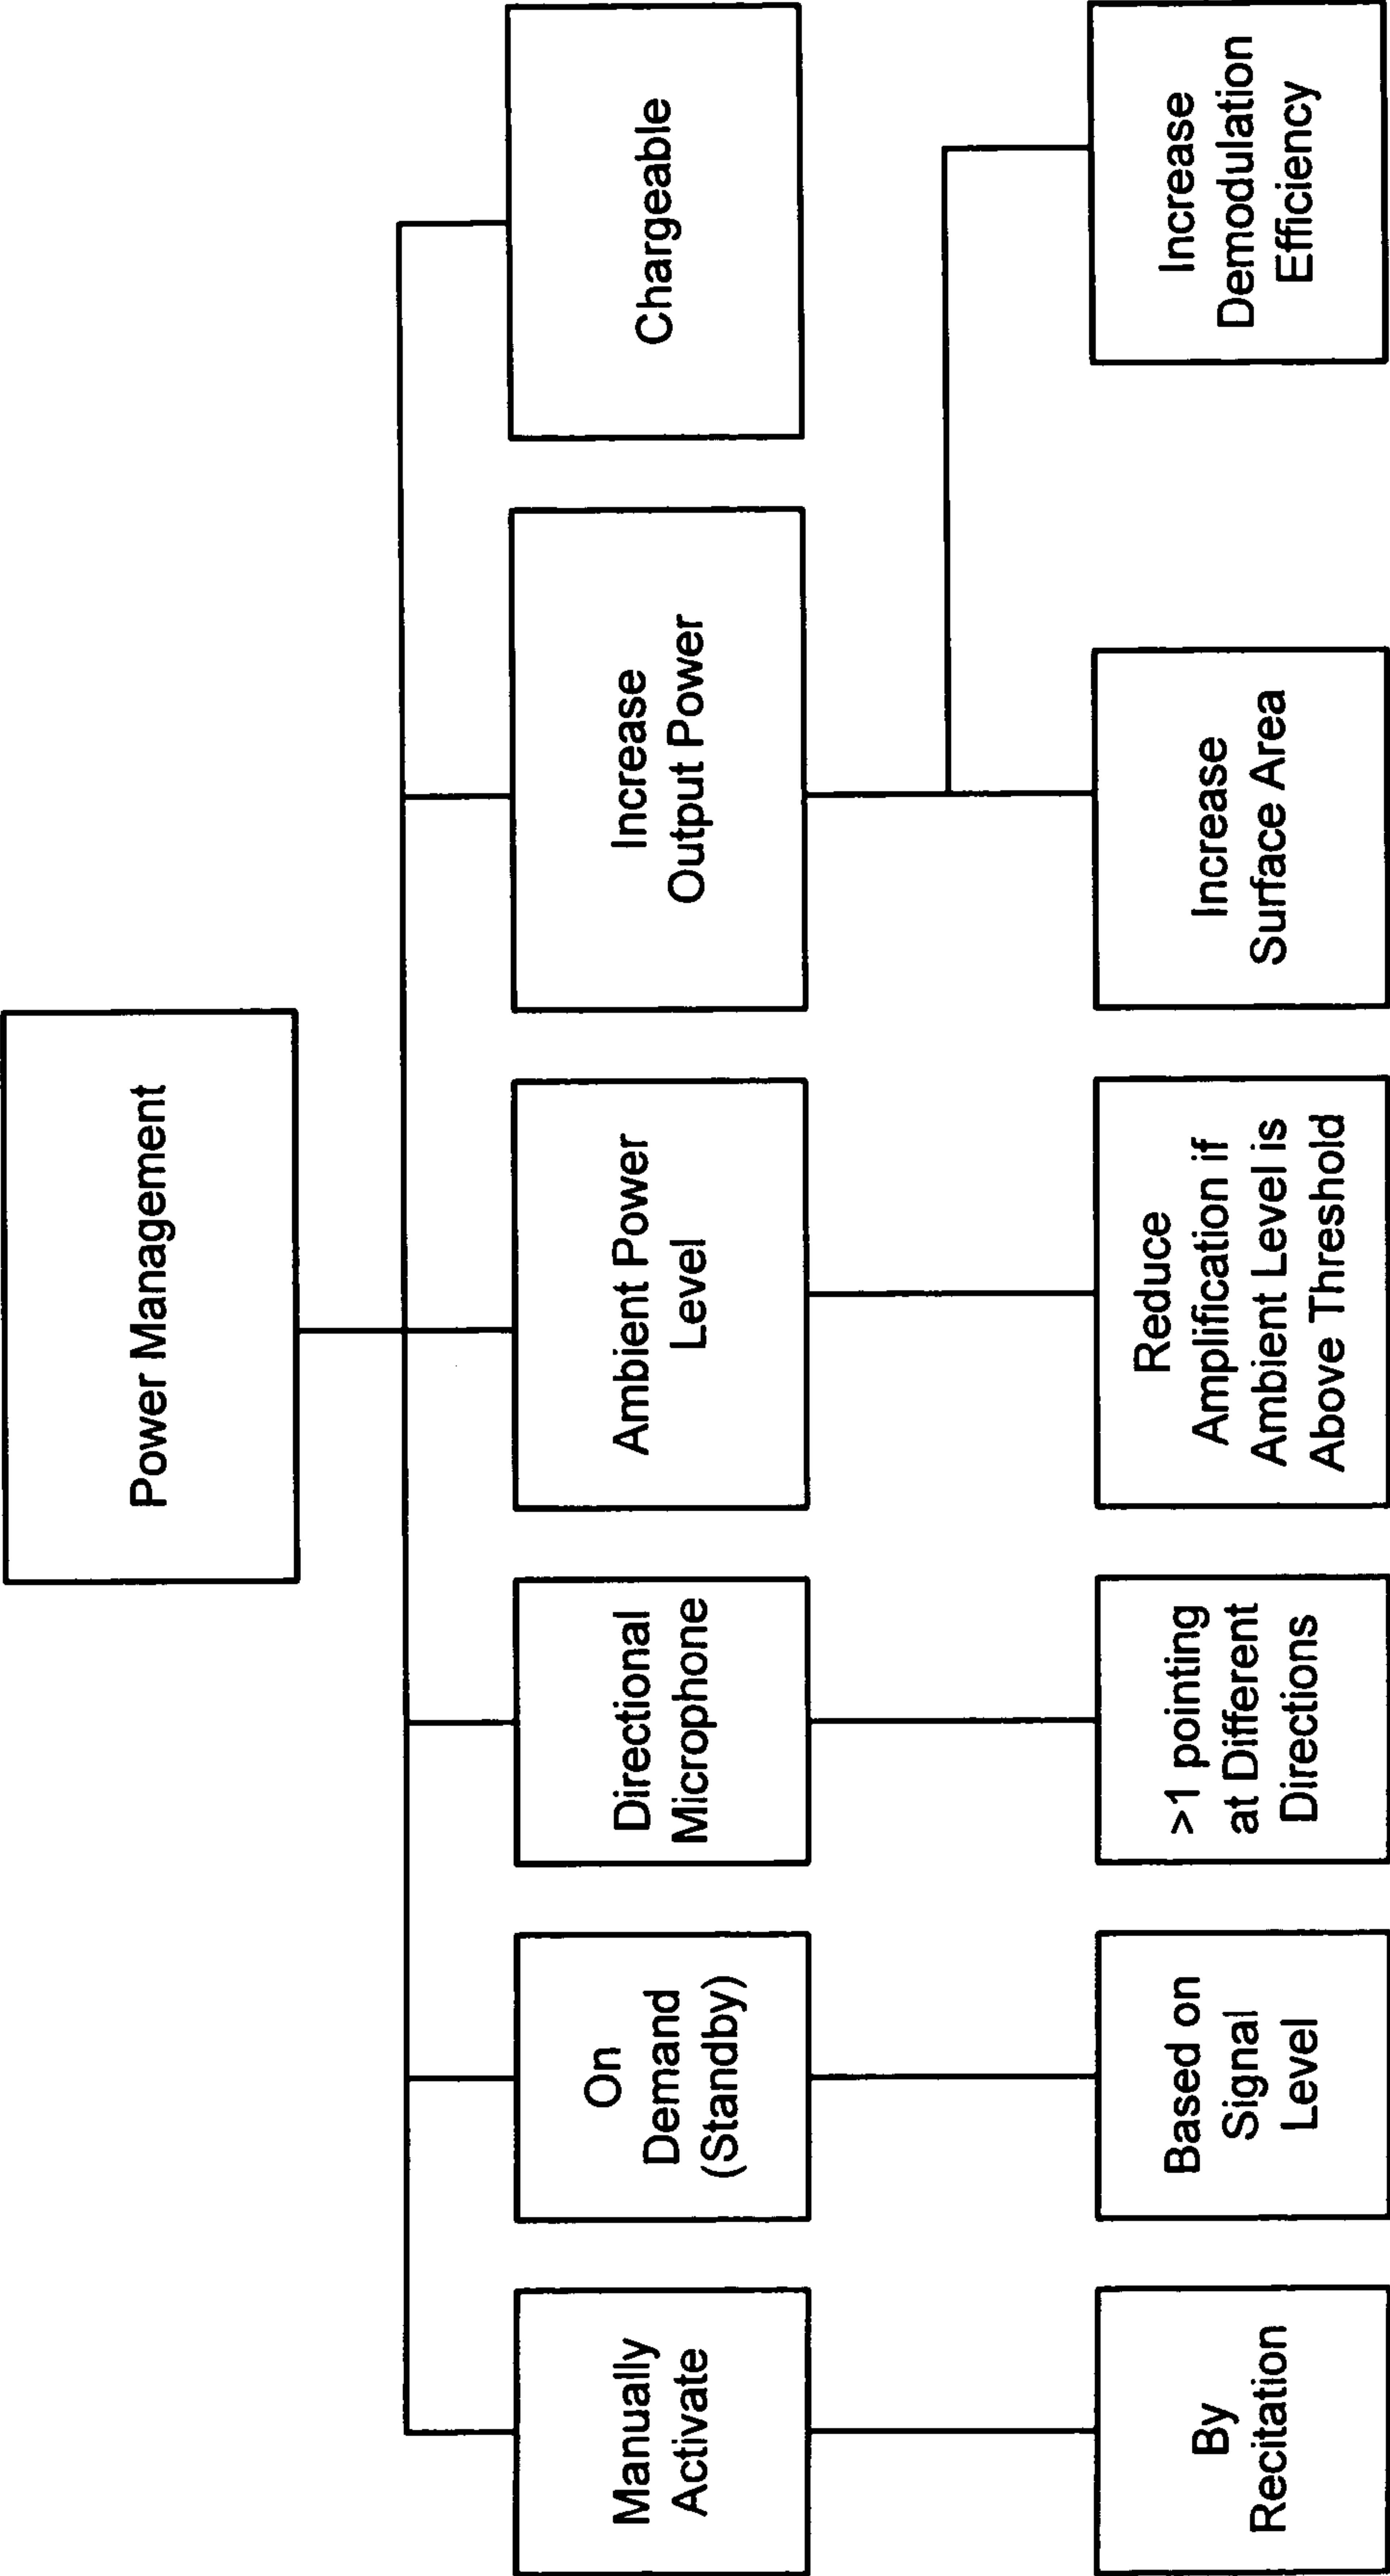 Power Management
Manually
Activate
On
Demand
(Standby)
Directional
Microphone
Ambient Power
Level
Increase
Output Power
Chargeable
By
Recitation
Based on
Signal
Level
>1 pointing
at Different
Directions
Reduce
Amplification if
Ambient Level is
Above Threshold
Increase
Surface Area
Increase
Demodulation
Efficiency